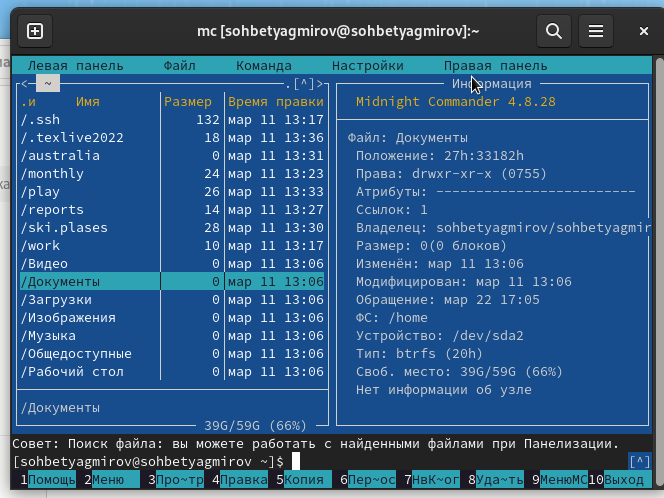 mc [sohbetyagmirov@sohbetyagmirov]:~
Левая панель Файл Команда Настройки Правая панель
<- ~ .[^]> Информация
.и Имя Размер Время правки Midnight Commander 4.8.28
/.ssh 132 мар 11 13:17
/.texlive2022 18 мар 11 13:36 Файл: Документы
/australia 0 мар 11 13:31 Положение: 27h:33182h
/monthly 24 мар 11 13:23 Права: drwxr-xr-x (0755)
/play 26 мар 11 13:33 Атрибуты: -------------------------
/reports 14 мар 11 13:27 Ссылок: 1
/ski.plases 28 мар 11 13:30 Владелец: sohbetyagmirov/sohbetyagmir
/work 10 мар 11 13:17 Размер: 0(0 блоков)
/Видео 0 мар 11 13:06 Изменён: мар 11 13:06
/Документы 0 мар 11 13:06 Модифицирован: мар 11 13:06
/Загрузки 0 мар 11 13:06 Обращение: мар 22 17:05
/Изображения 0 мар 11 13:06 ФС: /home
/Музыка 0 мар 11 13:06 Устройство: /dev/sda2
/Общедоступные 0 мар 11 13:06 Тип: btrfs (20h)
/Рабочий стол 0 мар 11 13:06 Своб. место: 39G/59G (66%)
Нет информации об узле
/Документы
39G/59G (66%)
Совет: Поиск файла: вы можете работать с найденными файлами при Панелизации.
[sohbetyagmirov@sohbetyagmirov ~]$ [^]
1Помощь 2Меню 3Про~тр 4Правка 5Копия 6Пер~ос 7НвК~ог 8Уда~ть 9МенюМС 10Выход